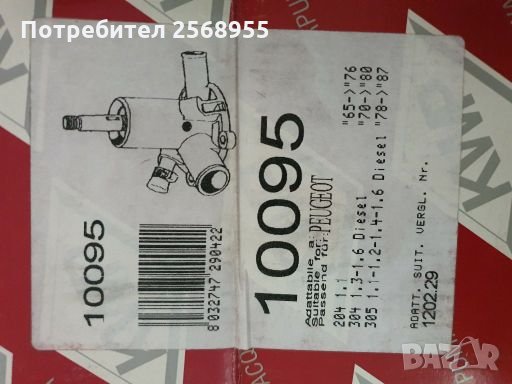 Потребител 2568955
10095
8 032747 290422
10095
Adattabile a:
Suitable for:
Passend für:
PEUGEOT
204 1.1 "65->"76
304 1.3-1.6 Diesel "70->"80
305 1.1-1.2-1.4-1.6 Diesel "78->"87
ADATT. SUIT. VERGL. Nr.
1202.29
BAZAR